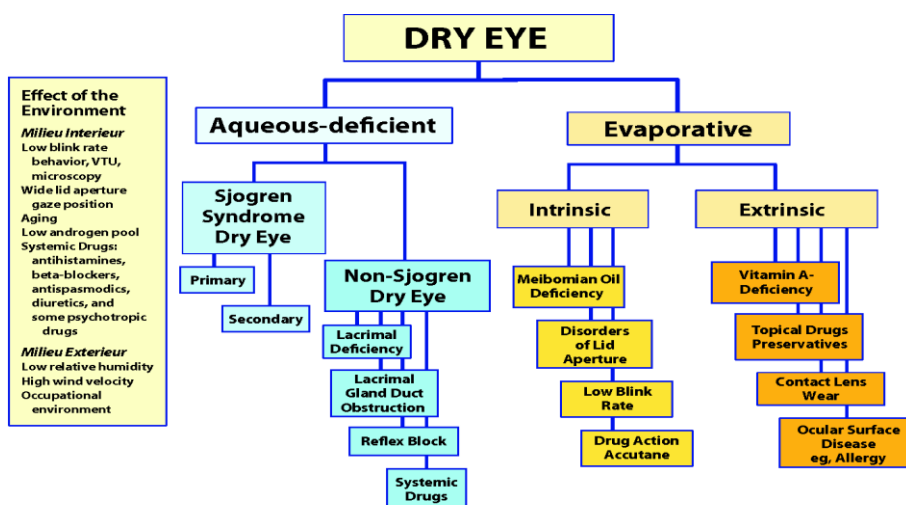 DRY EYE
Effect of the
Environment
Milieu Interieur
Low blink rate
behavior, VTU,
microscopy
Wide lid aperture
gaze position
Aging
Low androgen pool
Systemic Drugs:
antihistamines,
beta-blockers,
antispasmodics,
diuretics, and
some psychotropic
drugs
Milieu Exterieur
Low relative humidity
High wind velocity
Occupational
environment
Aqueous-deficient
Sjogren
Syndrome
Dry Eye
Primary
Secondary
Non-Sjogren
Dry Eye
Lacrimal
Deficiency
Lacrimal
Gland Duct
Obstruction
Reflex Block
Systemic
Drugs
Evaporative
Intrinsic
Meibomian Oil
Deficiency
Disorders
of Lid
Aperture
Low Blink
Rate
Drug Action
Accutane
Extrinsic
Vitamin A-
Deficiency
Topical Drugs
Preservatives
Contact Lens
Wear
Ocular Surface
Disease
eg, Allergy